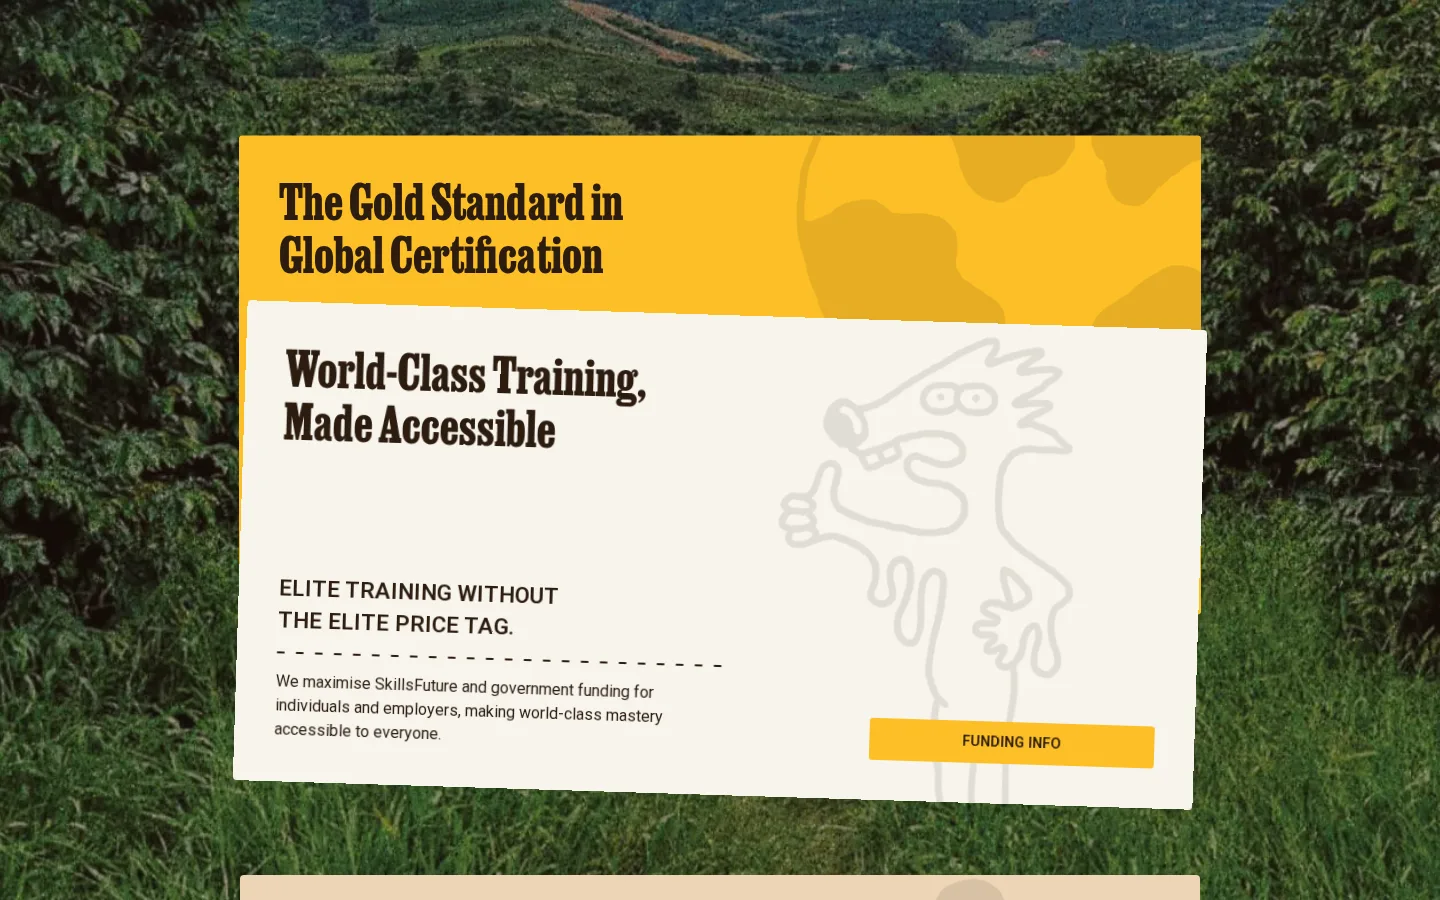 The Gold Standard in
Global Certification
World-Class Training,
Made Accessible
ELITE TRAINING WITHOUT
THE ELITE PRICE TAG.
We maximise SkillsFuture and government funding for
individuals and employers, making world-class mastery
accessible to everyone.
FUNDING INFO